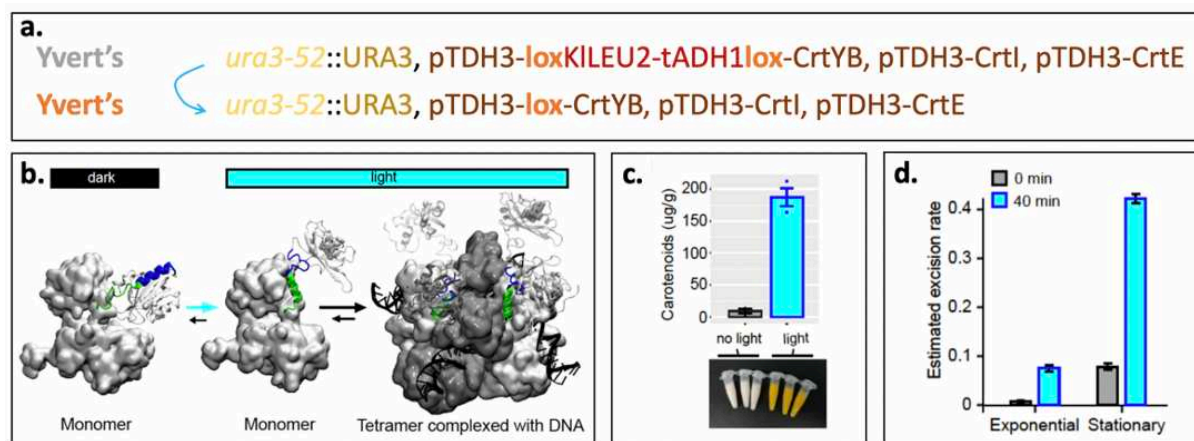 a.
Yvert's ura3-52::URA3, pTDH3-loxKlLEU2-tADH1lox-CrtYB, pTDH3-CrtI, pTDH3-CrtE
Yvert's ura3-52::URA3, pTDH3-lox-CrtYB, pTDH3-CrtI, pTDH3-CrtE
b.
dark
light
Monomer
Monomer
Tetramer complexed with DNA
c.
Carotenoids (ug/g)
200
150
100
50
0
no light
light
d.
0 min
40 min
Estimated excision rate
0.4
0.2
0.1
0
Exponential
Stationary